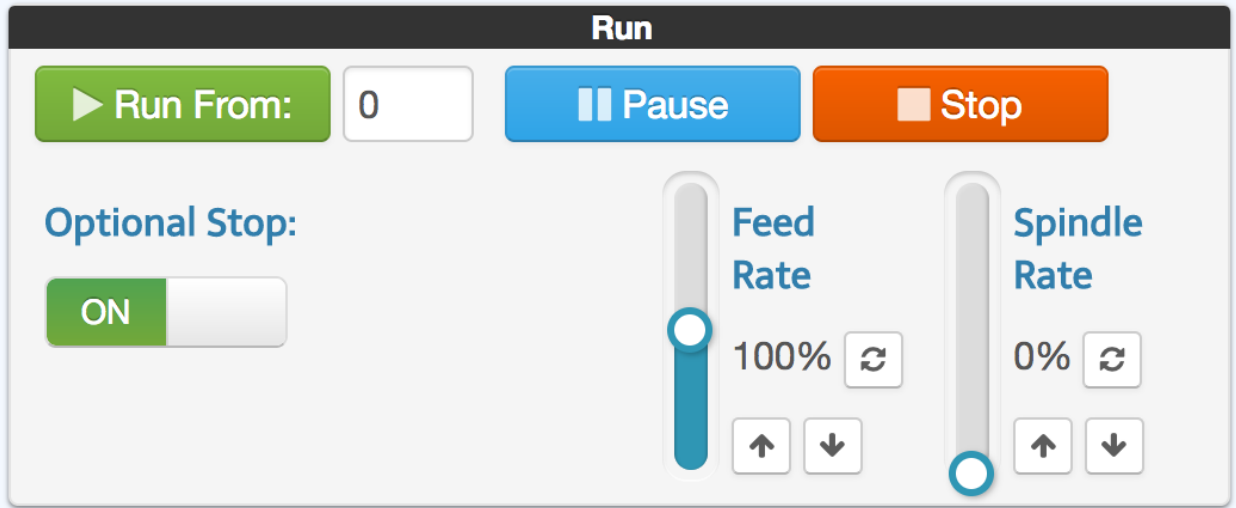 Run
Run From: 0 Pause Stop
Optional Stop:
ON
Feed
Rate
100%
Spindle
Rate
0%